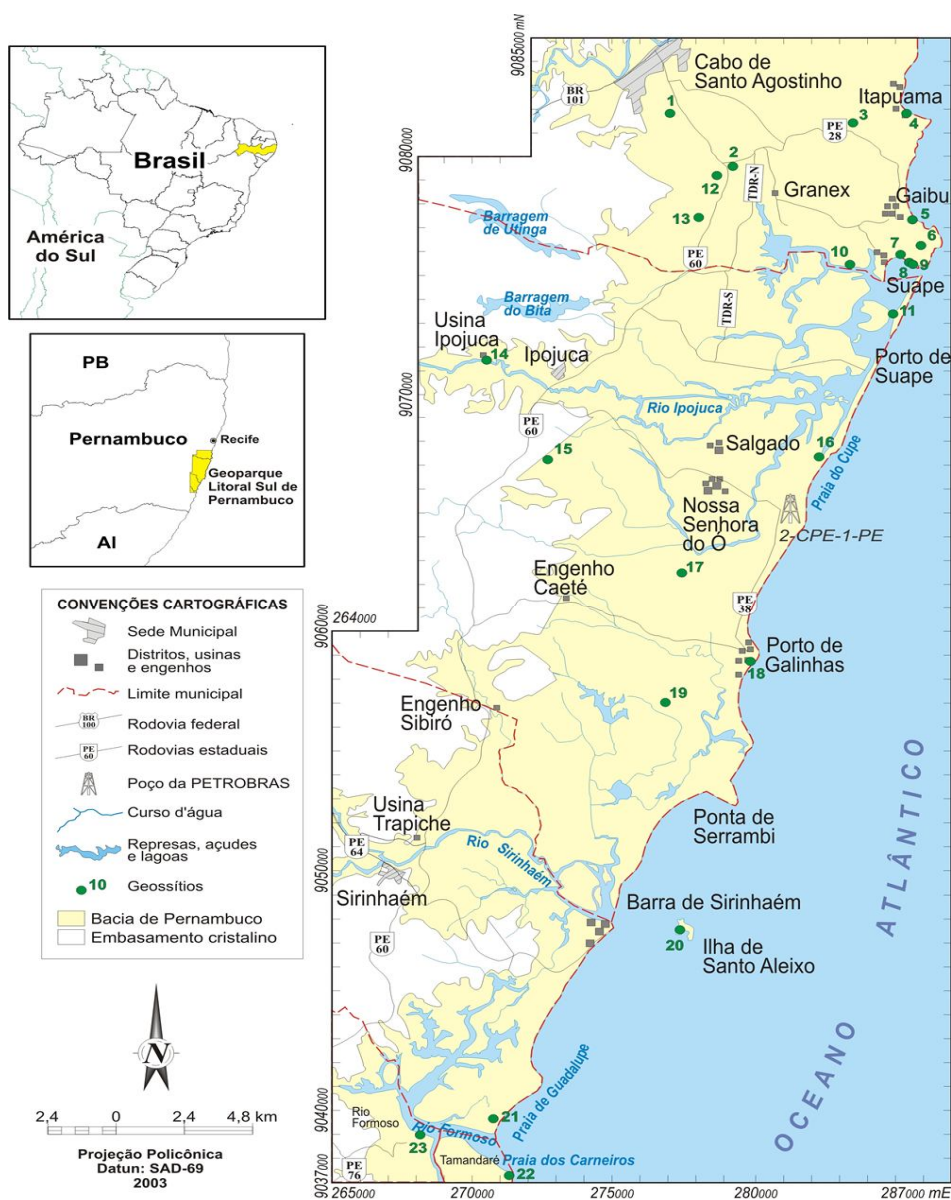 Brasil
América
do Sul
PB
Pernambuco
Recife
Geoparque
Litoral Sul de
Pernambuco
Al
CONVENÇÕES CARTOGRÁFICAS
Sede Municipal
Distritos, usinas
e engenhos
Limite municipal
BR
100
Rodovia federal
PE
60
Rodovias estaduais
Poço da PETROBRAS
Curso d'água
Represas, açudes
e lagoas
10
Geossítios
Bacia de Pernambuco
Embasamento cristalino
N
2,4 0 2,4 4,8 km
Projeção Policônica
Datun: SAD-69
2003
9085000 mN
Cabo de
Santo Agostinho
BR
101
1
Itapuama
3
4
PE
28
9080000
2
12
TDR-N
Granex
Gaibu
5
13
Barragem
de Utinga
6
7
PE
60
10
8
9
Suape
Barragem
do Bita
TDR-S
11
Usina
Ipojuca
14
Ipojuca
Porto de
Suape
9070000
Rio Ipojuca
PE
60
15
Salgado
16
Praia do Cupe
Nossa
Senhora
do Ó
2-CPE-1-PE
17
Engenho
Caeté
PE
38
264000
9060000
Porto de
Galinhas
18
19
Engenho
Sibiró
Usina
Trapiche
Ponta de
Serrambi
PE
64
Rio Sirinhaém
9050000
Sirinhaém
Barra de Sirinhaém
PE
60
20
Ilha de
Santo Aleixo
OCEANO ATLÂNTICO
Praia de Guadalupe
9040000
Rio
Formoso
21
Rio Formoso
23
Tamandaré
Praia dos Carneiros
22
PE
76
9037000
265000 270000 275000 280000 287000 mE